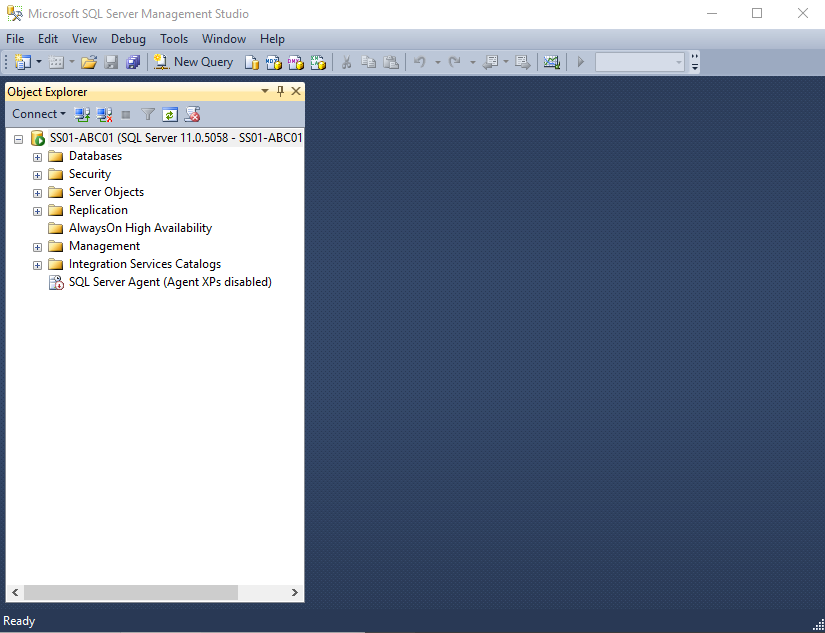 Microsoft SQL Server Management Studio
File Edit View Debug Tools Window Help
New Query
Object Explorer
Connect
SS01-ABC01 (SQL Server 11.0.5058 - SS01-ABC01
Databases
Security
Server Objects
Replication
AlwaysOn High Availability
Management
Integration Services Catalogs
SQL Server Agent (Agent XPs disabled)
Ready